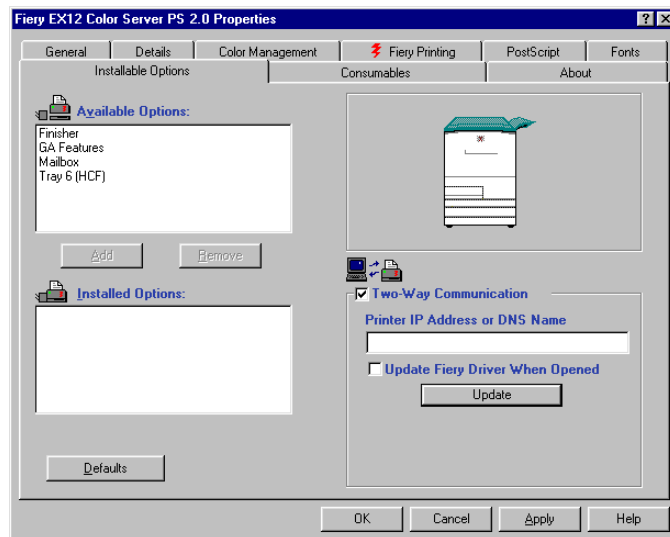 Fiery EX12 Color Server PS 2.0 Properties
General Details Color Management Fiery Printing PostScript Fonts
Installable Options Consumables About
Available Options:
Finisher
GA Features
Mailbox
Tray 6 (HCF)
Add Remove
Installed Options:
Defaults
Two-Way Communication
Printer IP Address or DNS Name
Update Fiery Driver When Opened
Update
OK Cancel Apply Help